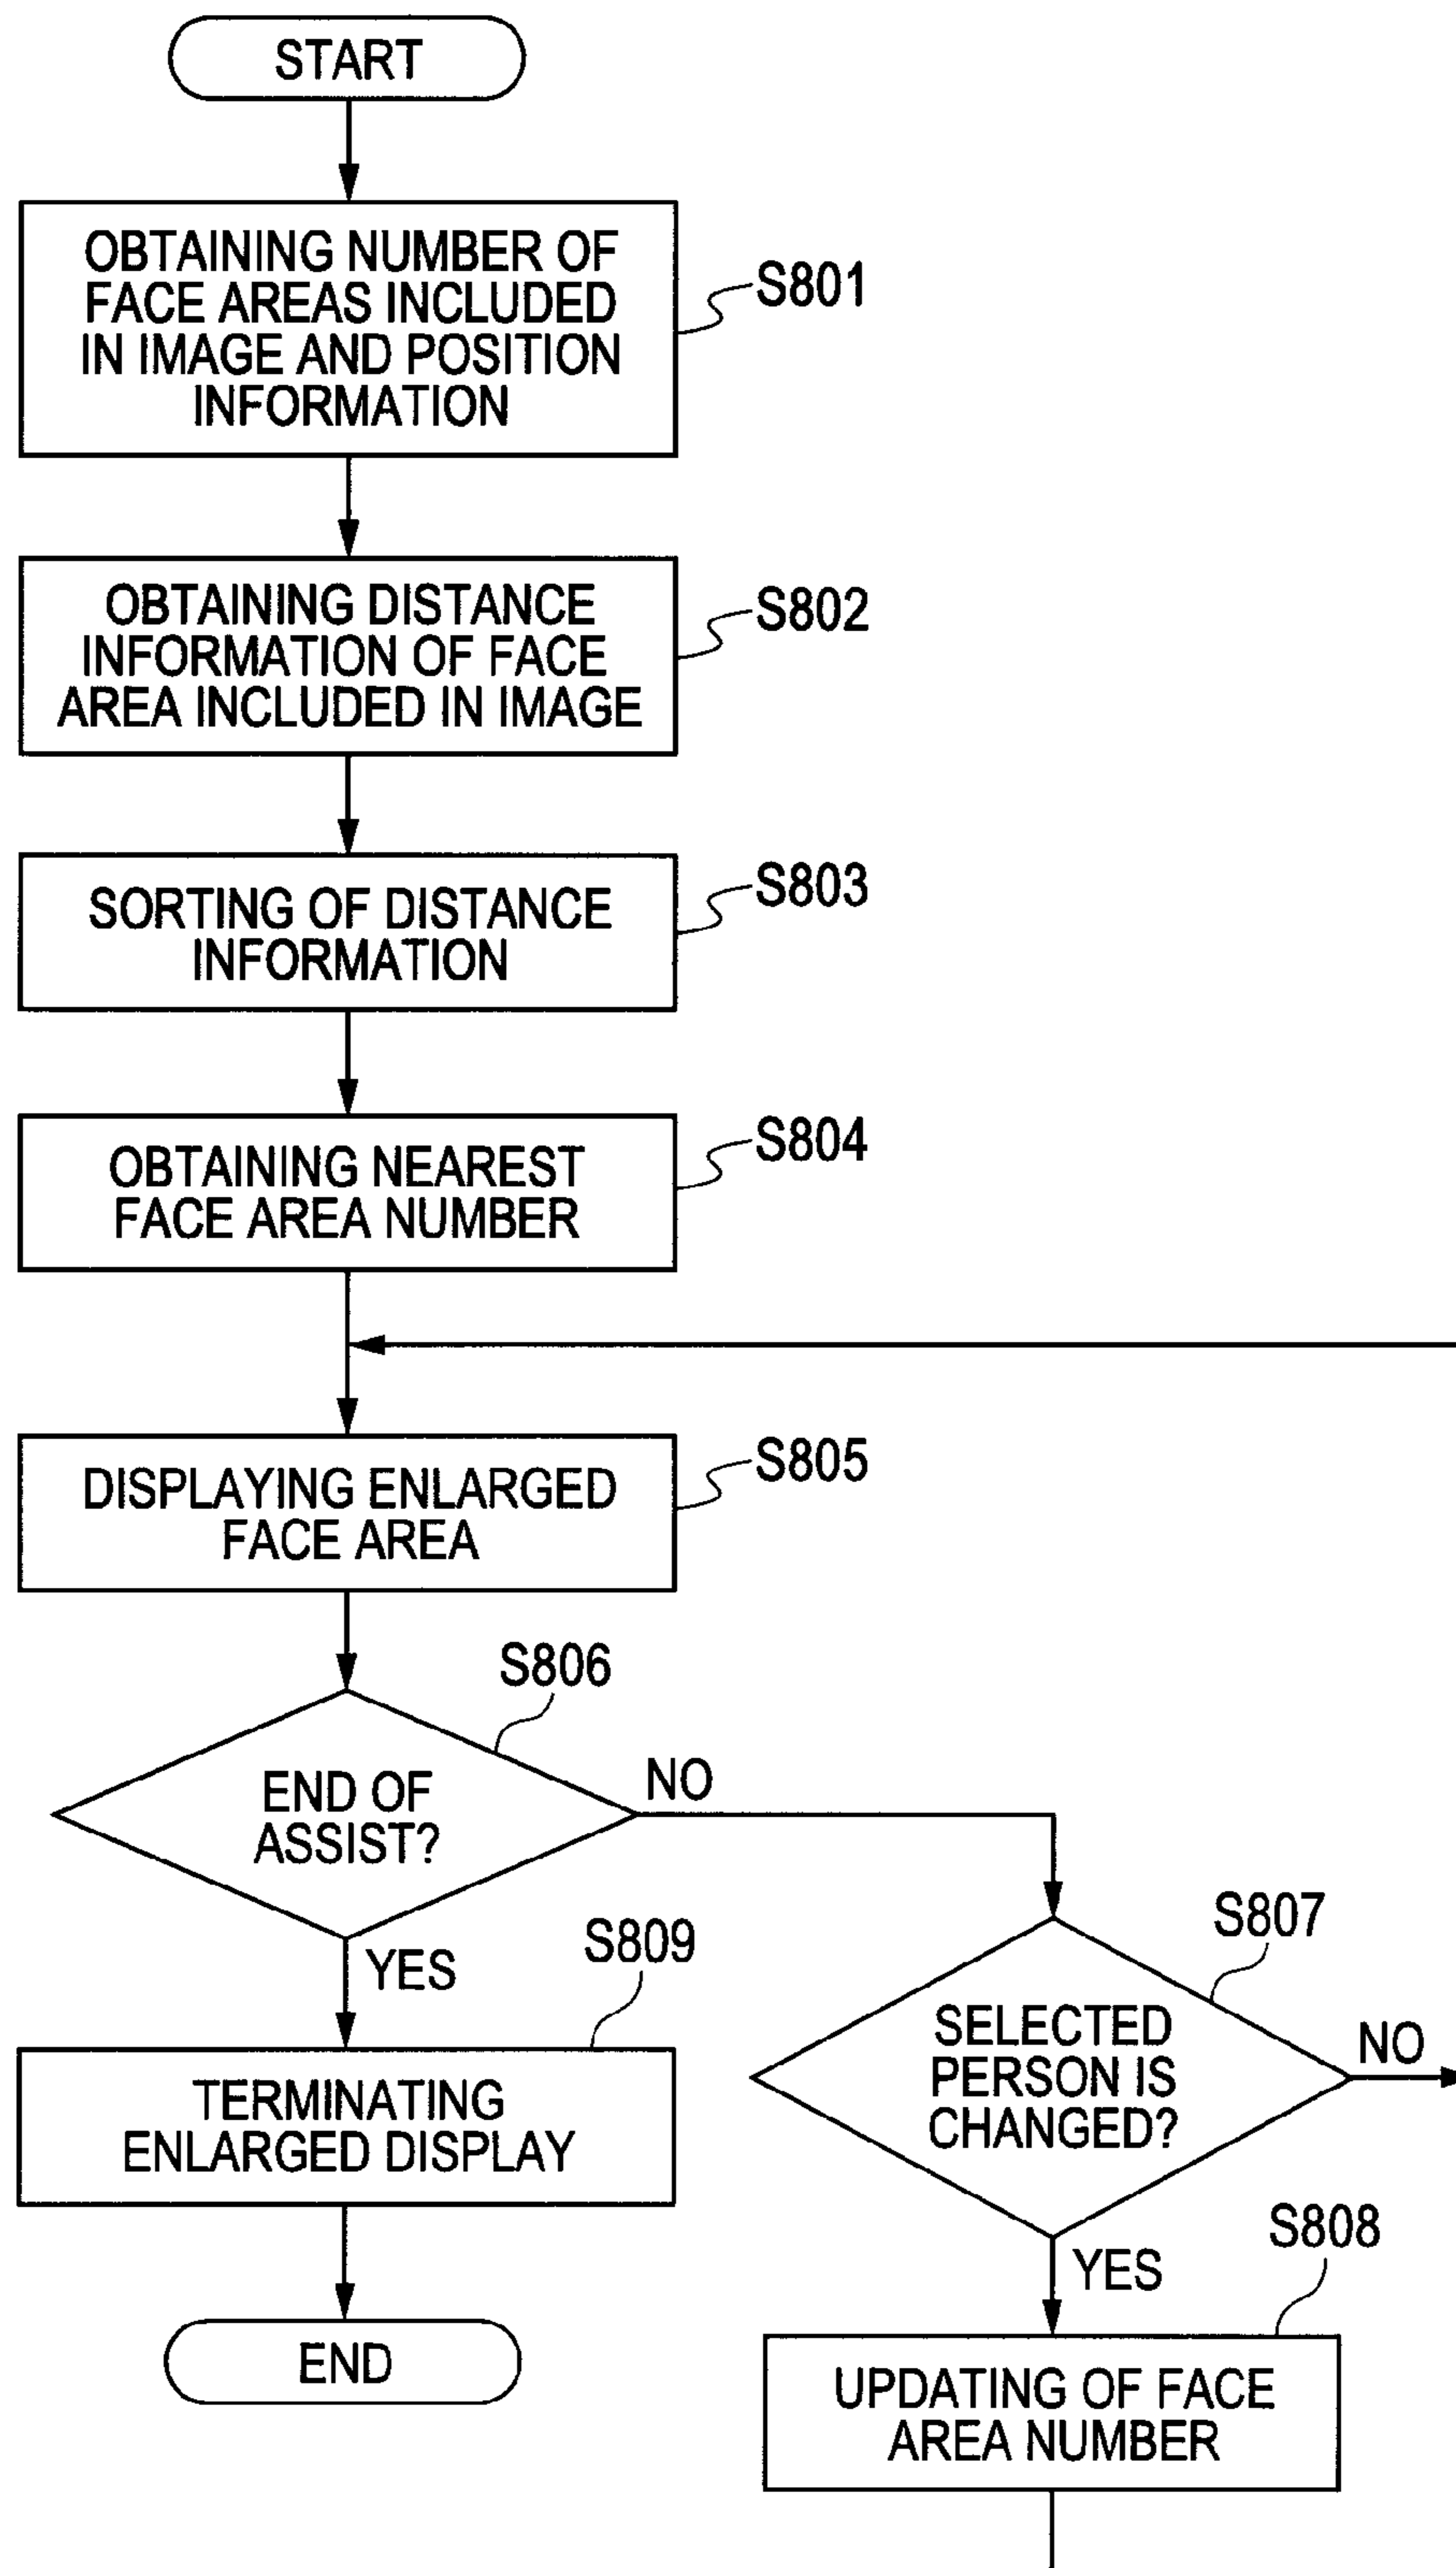 START
OBTAINING NUMBER OF
FACE AREAS INCLUDED
IN IMAGE AND POSITION
INFORMATION
S801
OBTAINING DISTANCE
INFORMATION OF FACE
AREA INCLUDED IN IMAGE
S802
SORTING OF DISTANCE
INFORMATION
S803
OBTAINING NEAREST
FACE AREA NUMBER
S804
DISPLAYING ENLARGED
FACE AREA
S805
END OF
ASSIST?
S806
NO
YES
SELECTED
PERSON IS
CHANGED?
S807
NO
YES
TERMINATING
ENLARGED DISPLAY
S809
UPDATING OF FACE
AREA NUMBER
S808
END